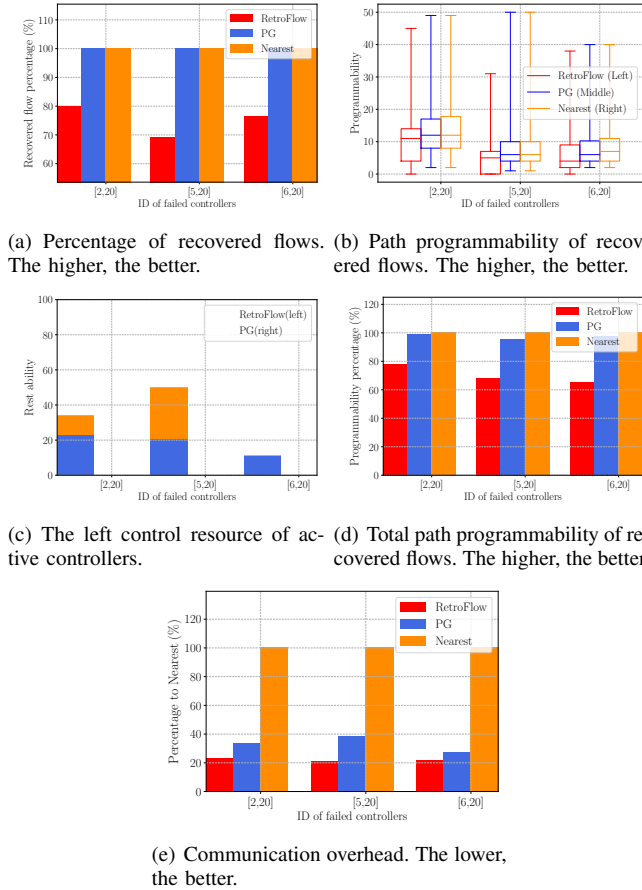 110
100
90
80
70
60
Recovered flow percentage (%)
RetroFlow
PG
Nearest
[2,20]
[5,20]
[6,20]
ID of failed controllers
50
40
30
20
10
0
Programmability
RetroFlow (Left)
PG (Middle)
Nearest (Right)
[2,20]
[5,20]
[6,20]
ID of failed controllers
(a) Percentage of recovered flows.
The higher, the better.
(b) Path programmability of recov-
ered flows. The higher, the better.
100
80
60
40
20
0
Rest ability
RetroFlow(left)
PG(right)
[2,20]
[5,20]
[6,20]
ID of failed controllers
120
100
80
60
40
20
0
Programmability percentage (%)
RetroFlow
PG
Nearest
[2,20]
[5,20]
[6,20]
ID of failed controllers
(c) The left control resource of ac-
tive controllers.
(d) Total path programmability of re-
covered flows. The higher, the better
120
100
80
60
40
20
0
Percentage to Nearest (%)
RetroFlow
PG
Nearest
[2,20]
[5,20]
[6,20]
ID of failed controllers
(e) Communication overhead. The lower,
the better.